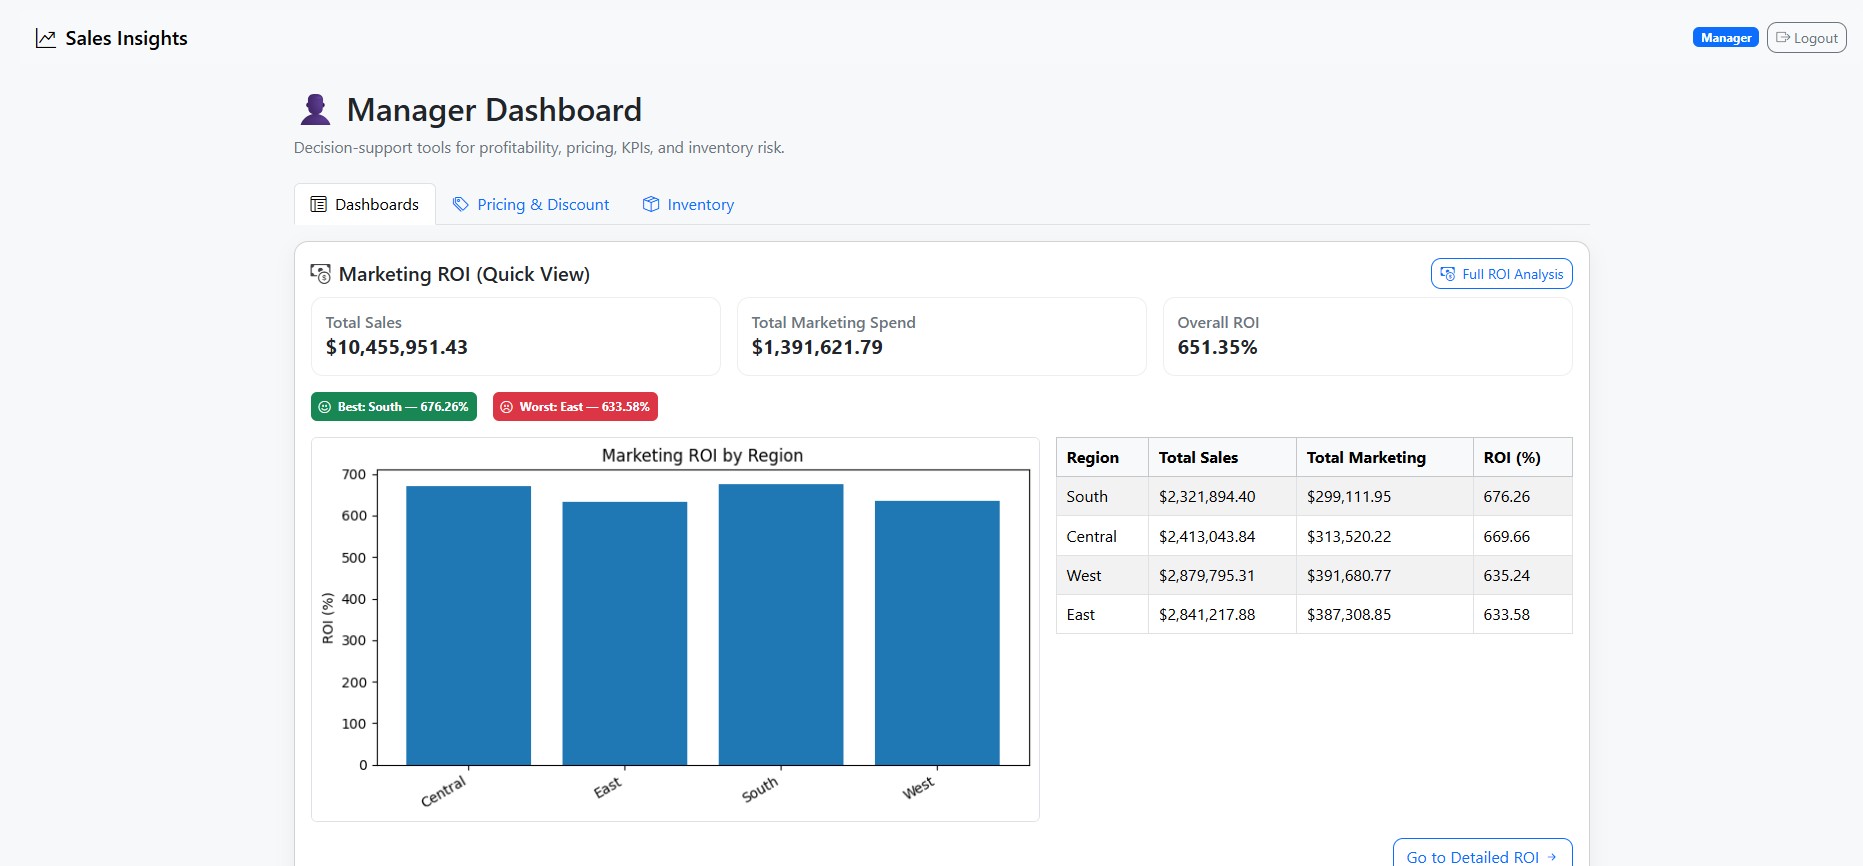 Sales Insights
Manager
Logout
Manager Dashboard
Decision-support tools for profitability, pricing, KPIs, and inventory risk.
Dashboards
Pricing & Discount
Inventory
Marketing ROI (Quick View)
Full ROI Analysis
Total Sales
$10,455,951.43
Total Marketing Spend
$1,391,621.79
Overall ROI
651.35%
Best: South — 676.26%
Worst: East — 633.58%
Marketing ROI by Region
700
600
500
400
300
200
100
0
ROI (%)
Central
East
South
West
Region Total Sales Total Marketing ROI (%)
South $2,321,894.40 $299,111.95 676.26
Central $2,413,043.84 $313,520.22 669.66
West $2,879,795.31 $391,680.77 635.24
East $2,841,217.88 $387,308.85 633.58
Go to Detailed ROI →